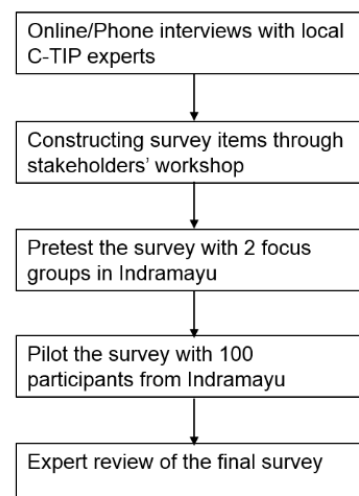 Online/Phone interviews with local
C-TIP experts
Constructing survey items through
stakeholders' workshop
Pretest the survey with 2 focus
groups in Indramayu
Pilot the survey with 100
participants from Indramayu
Expert review of the final survey